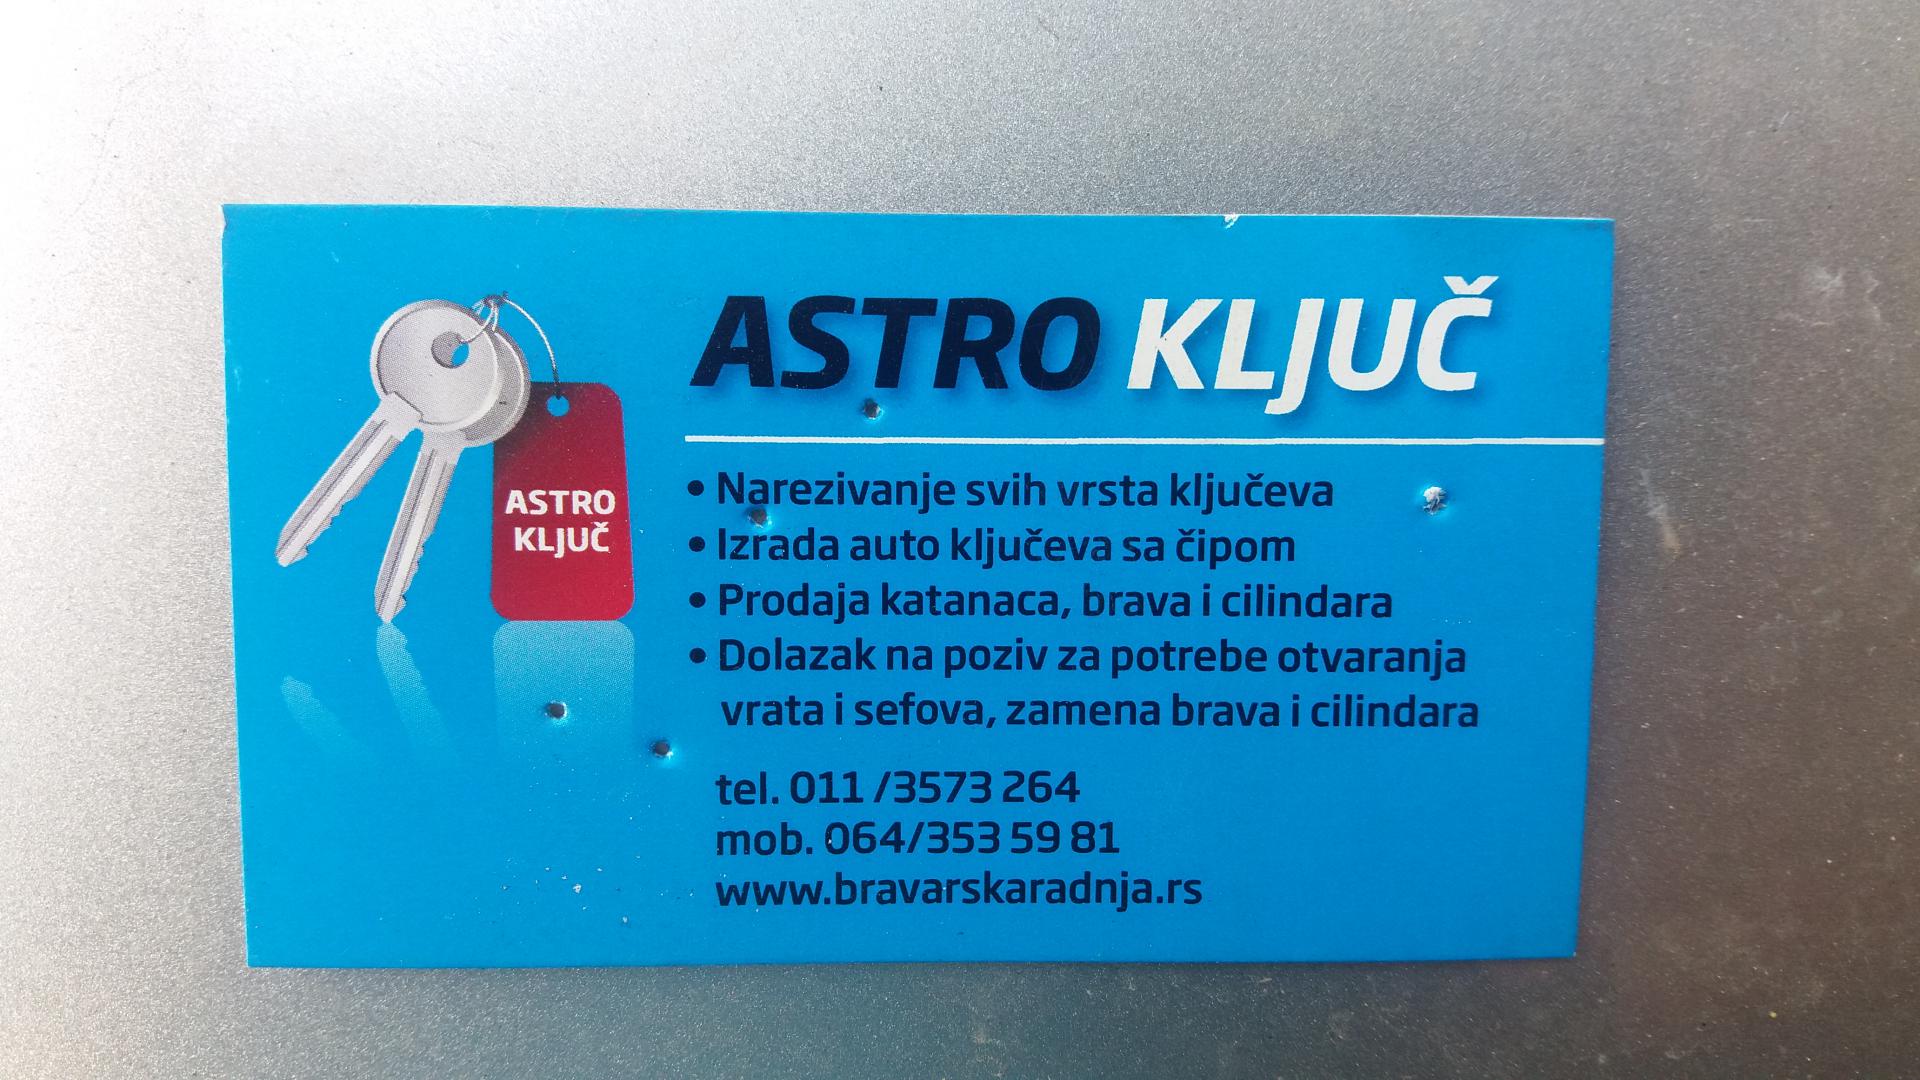 ASTRO KLJUČ
ASTRO
KLJUČ
• Narezivanje svih vrsta ključeva
• Izrada auto ključeva sa čipom
• Prodaja katanaca, brava i cilindara
• Dolazak na poziv za potrebe otvaranja
vrata i sefova, zamena brava i cilindara
tel. 011 /3573 264
mob. 064/353 59 81
www.bravarskaradnja.rs